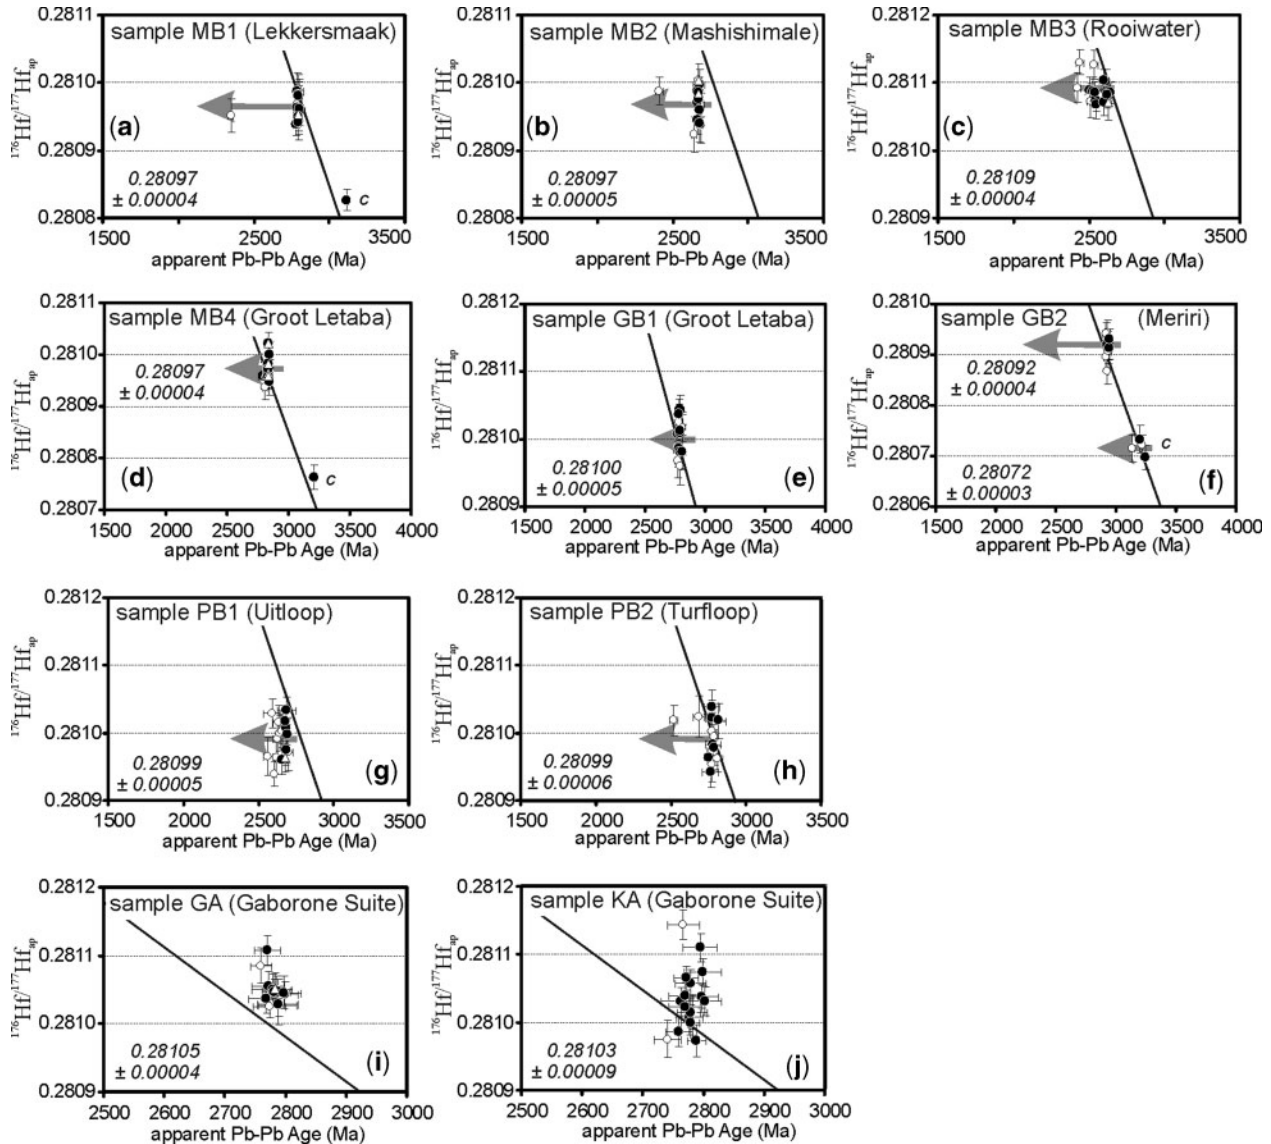 0.2811
sample MB1 (Lekkersmaak)
0.2810
0.2809
0.2808
(a)
0.28097
± 0.00004
c
1500 2500 3500
apparent Pb-Pb Age (Ma)
176Hf/177Hfap
0.2811
sample MB2 (Mashishimale)
0.2810
0.2809
0.2808
(b)
0.28097
± 0.00005
1500 2500 3500
apparent Pb-Pb Age (Ma)
176Hf/177Hfap
0.2812
sample MB3 (Rooiwater)
0.2811
0.2810
0.2809
(c)
0.28109
± 0.00004
1500 2500 3500
apparent Pb-Pb Age (Ma)
176Hf/177Hfap
0.2811
sample MB4 (Groot Letaba)
0.2810
0.2809
0.2808
0.2807
0.28097
± 0.00004
(d)
c
1500 2000 2500 3000 3500 4000
apparent Pb-Pb Age (Ma)
176Hf/177Hfap
0.2812
sample GB1 (Groot Letaba)
0.2811
0.2810
0.2809
0.28100
± 0.00005
(e)
1500 2000 2500 3000 3500 4000
apparent Pb-Pb Age (Ma)
176Hf/177Hfap
0.2810
sample GB2 (Meriri)
0.2809
0.2808
0.2807
0.2806
0.28092
± 0.00004
c
0.28072
± 0.00003
(f)
1500 2000 2500 3000 3500 4000
apparent Pb-Pb Age (Ma)
176Hf/177Hfap
0.2812
sample PB1 (Uitloop)
0.2811
0.2810
0.2809
0.28099
± 0.00005
(g)
1500 2000 2500 3000 3500
apparent Pb-Pb Age (Ma)
176Hf/177Hfap
0.2812
sample PB2 (Turfloop)
0.2811
0.2810
0.2809
0.28099
± 0.00006
(h)
1500 2000 2500 3000 3500
apparent Pb-Pb Age (Ma)
176Hf/177Hfap
0.2812
sample GA (Gaborone Suite)
0.2811
0.2810
0.2809
0.28105
± 0.00004
(i)
2500 2600 2700 2800 2900 3000
apparent Pb-Pb Age (Ma)
176Hf/177Hfap
0.2812
sample KA (Gaborone Suite)
0.2811
0.2810
0.2809
0.28103
± 0.00009
(j)
2500 2600 2700 2800 2900 3000
apparent Pb-Pb Age (Ma)
176Hf/177Hfap